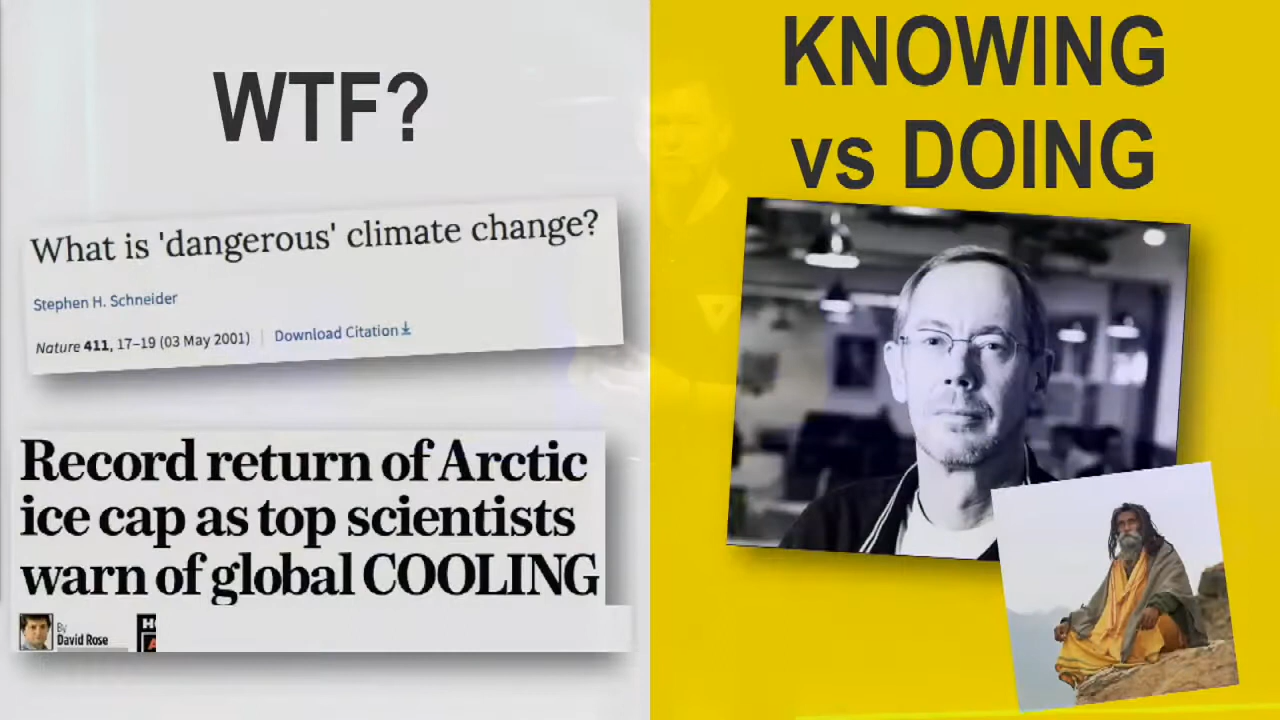 WTF?
What is 'dangerous' climate change?
Stephen H. Schneider
Nature 411, 17–19 (03 May 2001) | Download Citation
Record return of Arctic
ice cap as top scientists
warn of global COOLING
By
David Rose
KNOWING
vs DOING